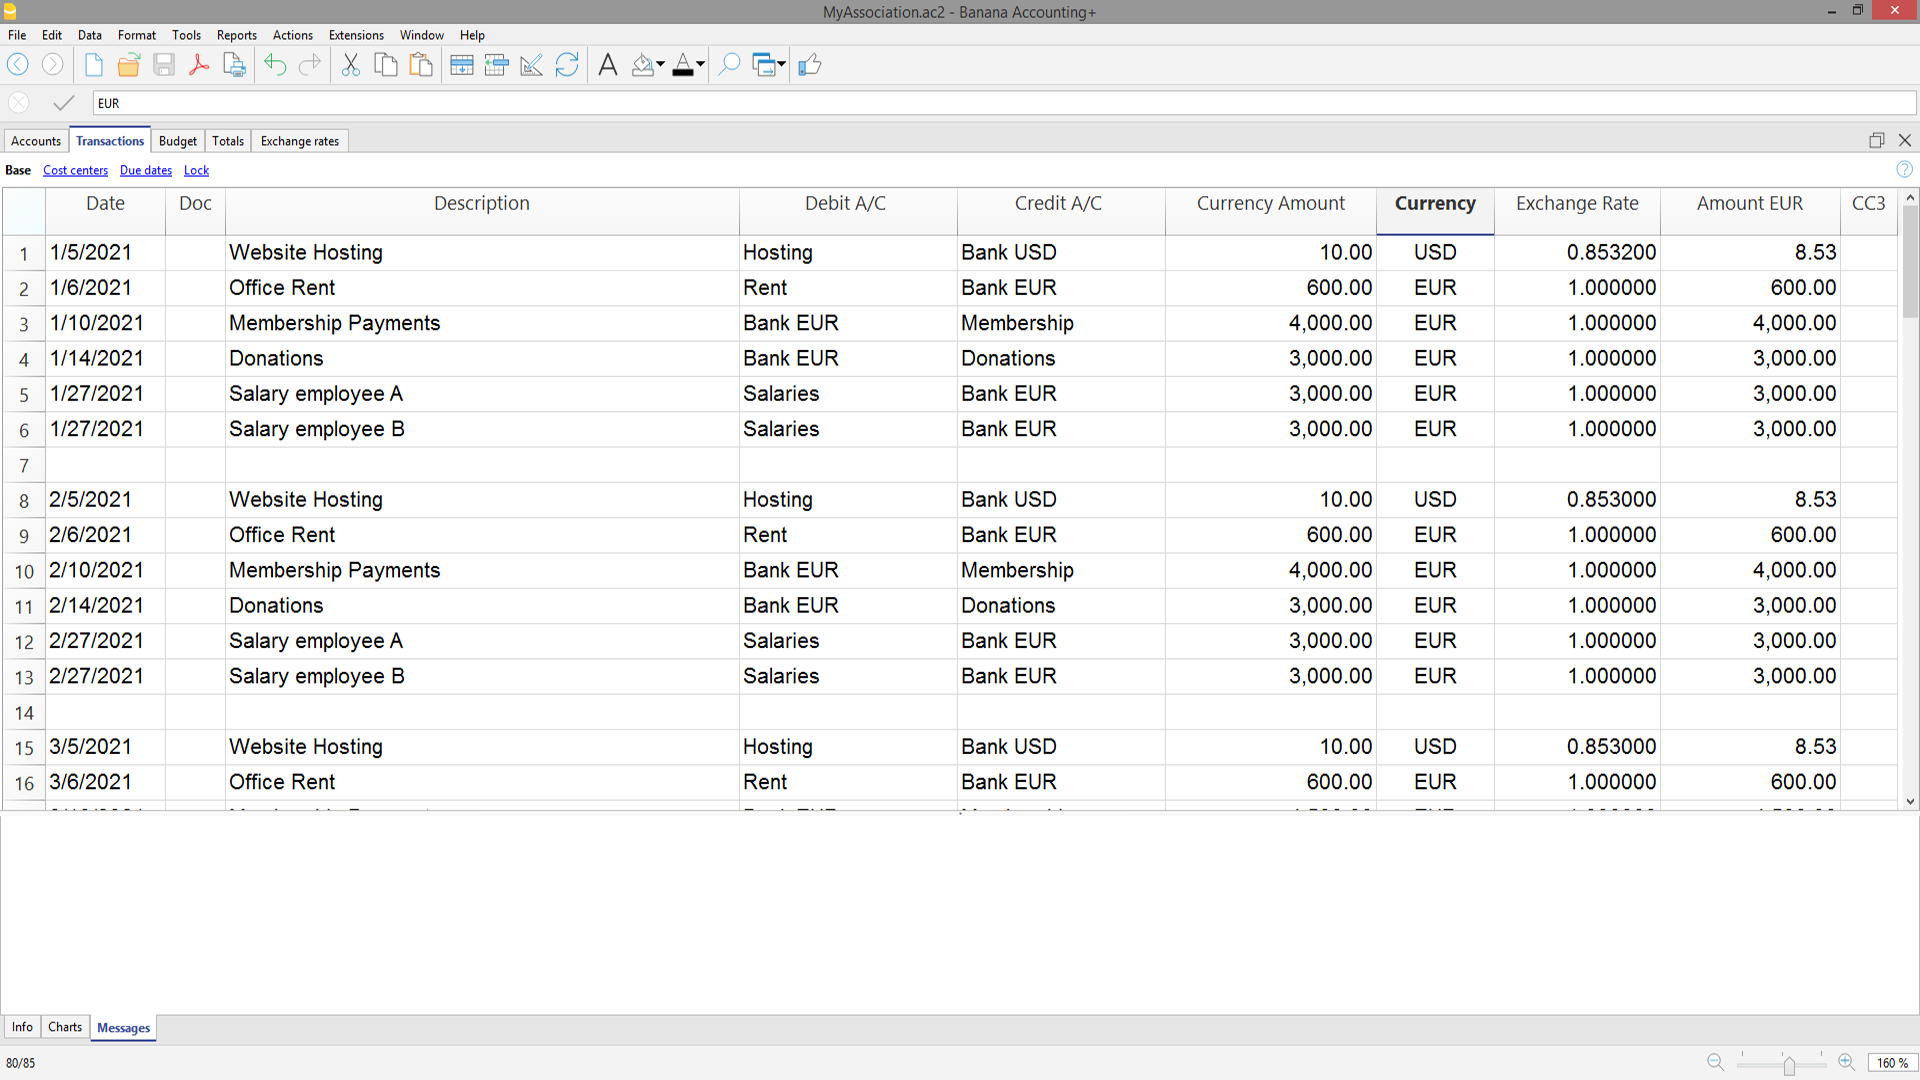 MyAssociation.ac2 - Banana Accounting+
File Edit Data Format Tools Reports Actions Extensions Window Help
EUR
Accounts Transactions Budget Totals Exchange rates
Base Cost centers Due dates Lock
Date Doc Description Debit A/C Credit A/C Currency Amount Currency Exchange Rate Amount EUR CC3
1 1/5/2021 Website Hosting Hosting Bank USD 10.00 USD 0.853200 8.53
2 1/6/2021 Office Rent Rent Bank EUR 600.00 EUR 1.000000 600.00
3 1/10/2021 Membership Payments Bank EUR Membership 4,000.00 EUR 1.000000 4,000.00
4 1/14/2021 Donations Bank EUR Donations 3,000.00 EUR 1.000000 3,000.00
5 1/27/2021 Salary employee A Salaries Bank EUR 3,000.00 EUR 1.000000 3,000.00
6 1/27/2021 Salary employee B Salaries Bank EUR 3,000.00 EUR 1.000000 3,000.00
7
8 2/5/2021 Website Hosting Hosting Bank USD 10.00 USD 0.853000 8.53
9 2/6/2021 Office Rent Rent Bank EUR 600.00 EUR 1.000000 600.00
10 2/10/2021 Membership Payments Bank EUR Membership 4,000.00 EUR 1.000000 4,000.00
11 2/14/2021 Donations Bank EUR Donations 3,000.00 EUR 1.000000 3,000.00
12 2/27/2021 Salary employee A Salaries Bank EUR 3,000.00 EUR 1.000000 3,000.00
13 2/27/2021 Salary employee B Salaries Bank EUR 3,000.00 EUR 1.000000 3,000.00
14
15 3/5/2021 Website Hosting Hosting Bank USD 10.00 USD 0.853000 8.53
16 3/6/2021 Office Rent Rent Bank EUR 600.00 EUR 1.000000 600.00
Info Charts Messages
80/85 160 %